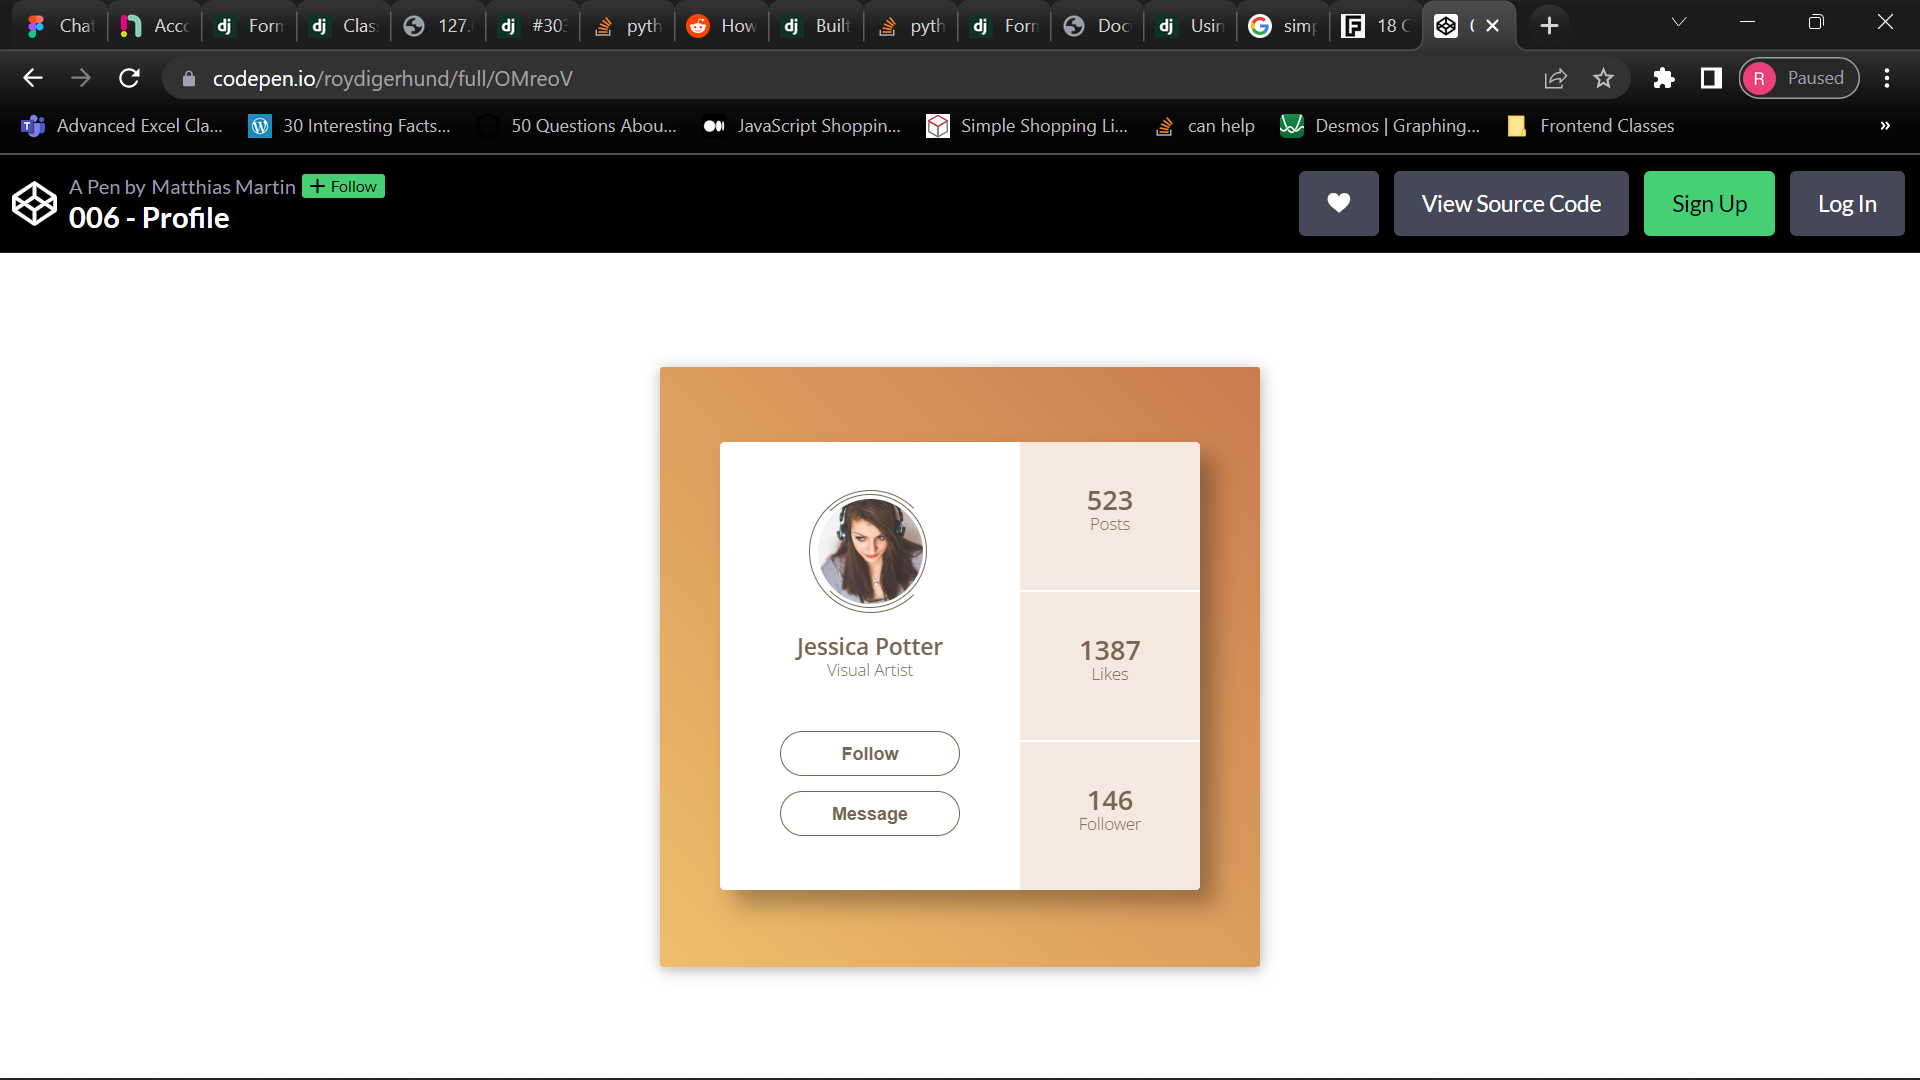 Chat Acco Form Clas 127. #30 pyth How Built pyth Form Doc Usin simp 18 C
codepen.io/roydigerhund/full/OMreoV R Paused
Advanced Excel Cla... 30 Interesting Facts... 50 Questions Abou... JavaScript Shoppin... Simple Shopping Li... can help Desmos | Graphing... Frontend Classes »
A Pen by Matthias Martin + Follow
006 - Profile
View Source Code Sign Up Log In
523
Posts
Jessica Potter
Visual Artist
1387
Likes
Follow
Message
146
Follower